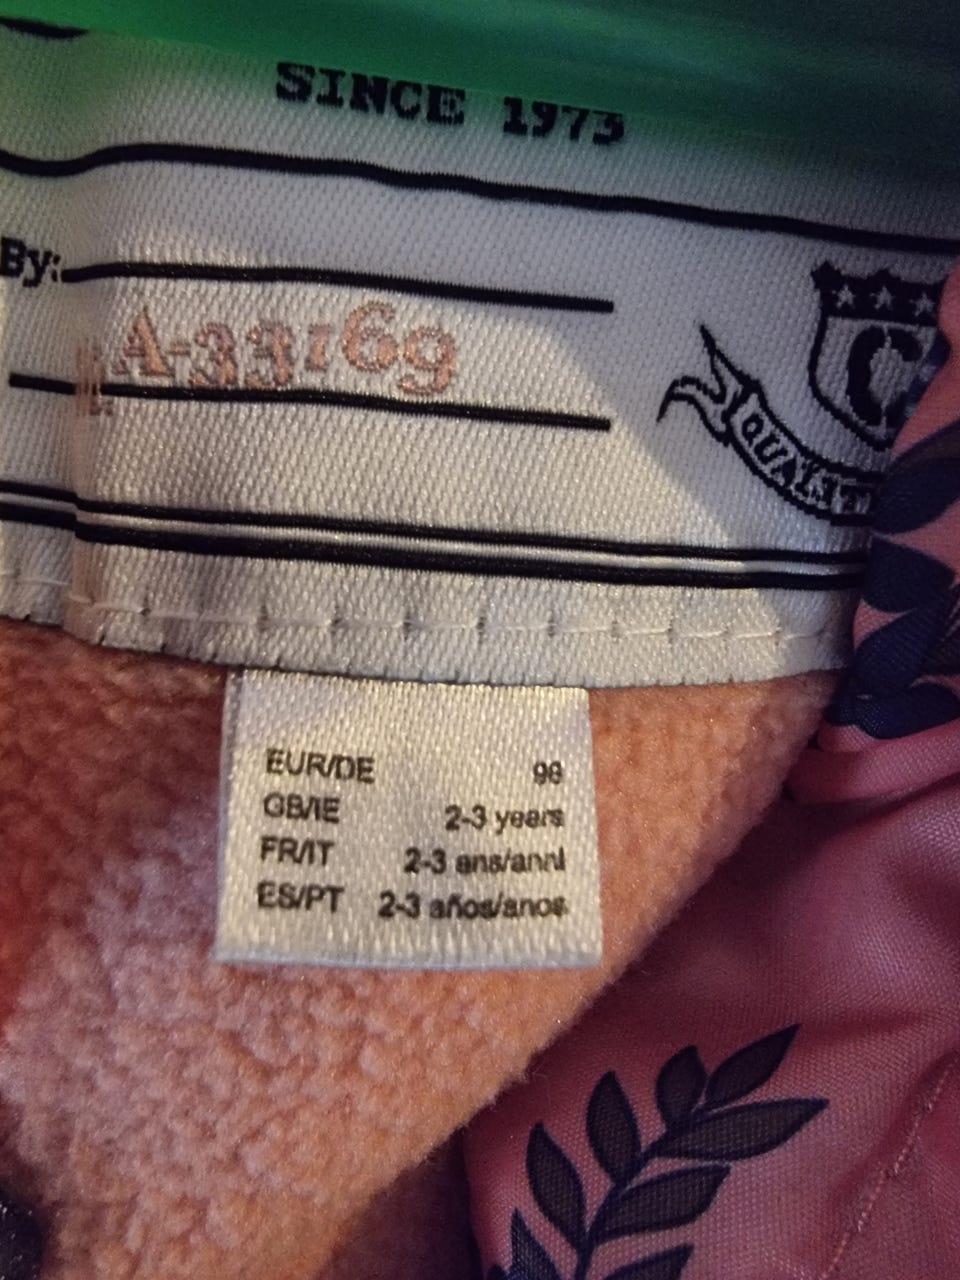 SINCE 1973
By:
A-33169
C
QUALITY
EUR/DE 98
GB/IE 2-3 years
FR/IT 2-3 ans/anni
ES/PT 2-3 años/anos